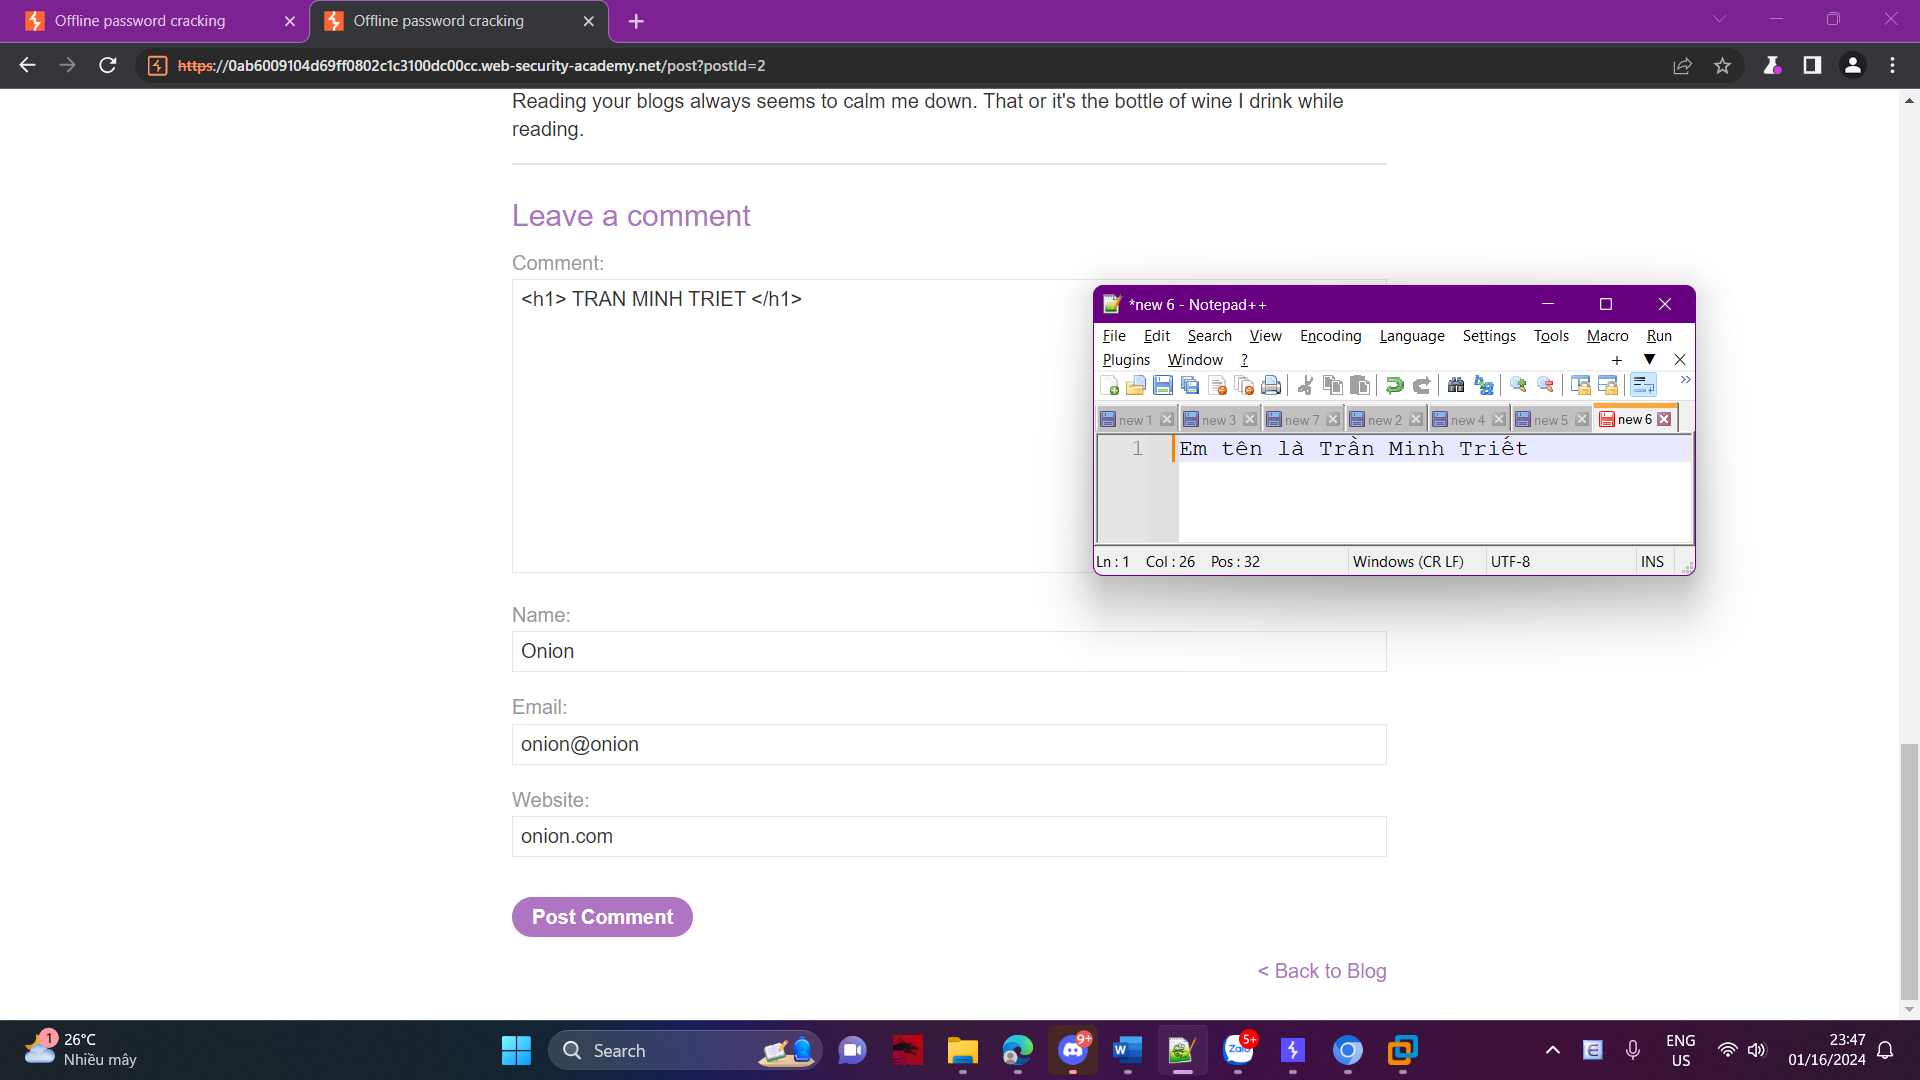 Offline password cracking
Offline password cracking
https://0ab6009104d69ff0802c1c3100dc00cc.web-security-academy.net/post?postId=2
Reading your blogs always seems to calm me down. That or it's the bottle of wine I drink while
reading.
Leave a comment
Comment:
<h1> TRAN MINH TRIET </h1>
*new 6 - Notepad++
File Edit Search View Encoding Language Settings Tools Macro Run
Plugins Window ?
new 1 new 3 new 7 new 2 new 4 new 5 new 6
1 Em tên là Trần Minh Triết
Ln : 1 Col : 26 Pos : 32 Windows (CR LF) UTF-8 INS
Name:
Onion
Email:
onion@onion
Website:
onion.com
Post Comment
< Back to Blog
1
26°C
Nhiều mây
Search
9+
W
Zalo
5+
ENG
US
23:47
01/16/2024